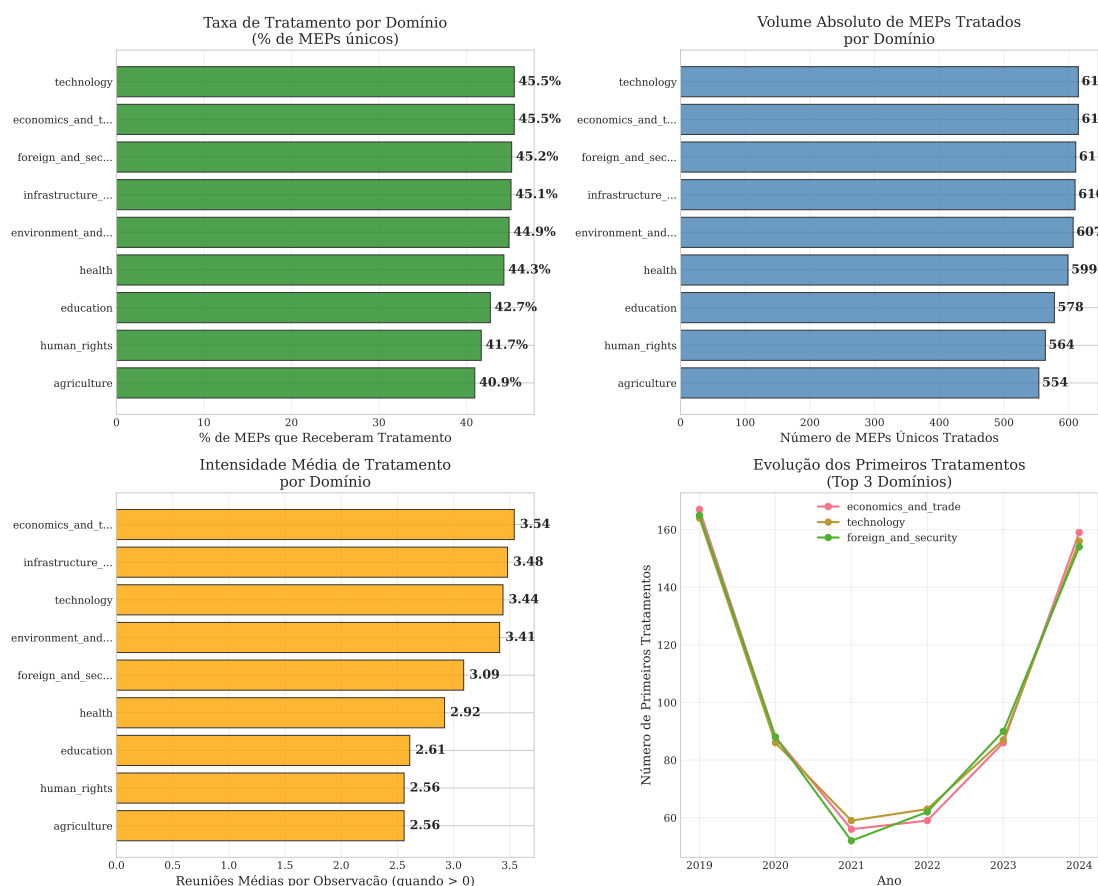 Taxa de Tratamento por Domínio
(% de MEPs únicos)
technology
45.5%
economics_and_t...
45.5%
foreign_and_sec...
45.2%
infrastructure_...
45.1%
environment_and...
44.9%
health
44.3%
education
42.7%
human_rights
41.7%
agriculture
40.9%
0 10 20 30 40
% de MEPs que Receberam Tratamento
Volume Absoluto de MEPs Tratados
por Domínio
technology
economics_and_t...
foreign_and_sec...
infrastructure_...
environment_and...
607
health
599
education
578
human_rights
564
agriculture
554
0 100 200 300 400 500 600
Número de MEPs Únicos Tratados
Intensidade Média de Tratamento
por Domínio
economics_and_t...
3.54
infrastructure_...
3.48
technology
3.44
environment_and...
3.41
foreign_and_sec...
3.09
health
2.92
education
2.61
human_rights
2.56
agriculture
2.56
0.0 0.5 1.0 1.5 2.0 2.5 3.0 3.5
Reuniões Médias por Observação (quando > 0)
Evolução dos Primeiros Tratamentos
(Top 3 Domínios)
economics_and_trade
technology
foreign_and_security
Número de Primeiros Tratamentos
160
140
120
100
80
60
2019 2020 2021 2022 2023 2024
Ano